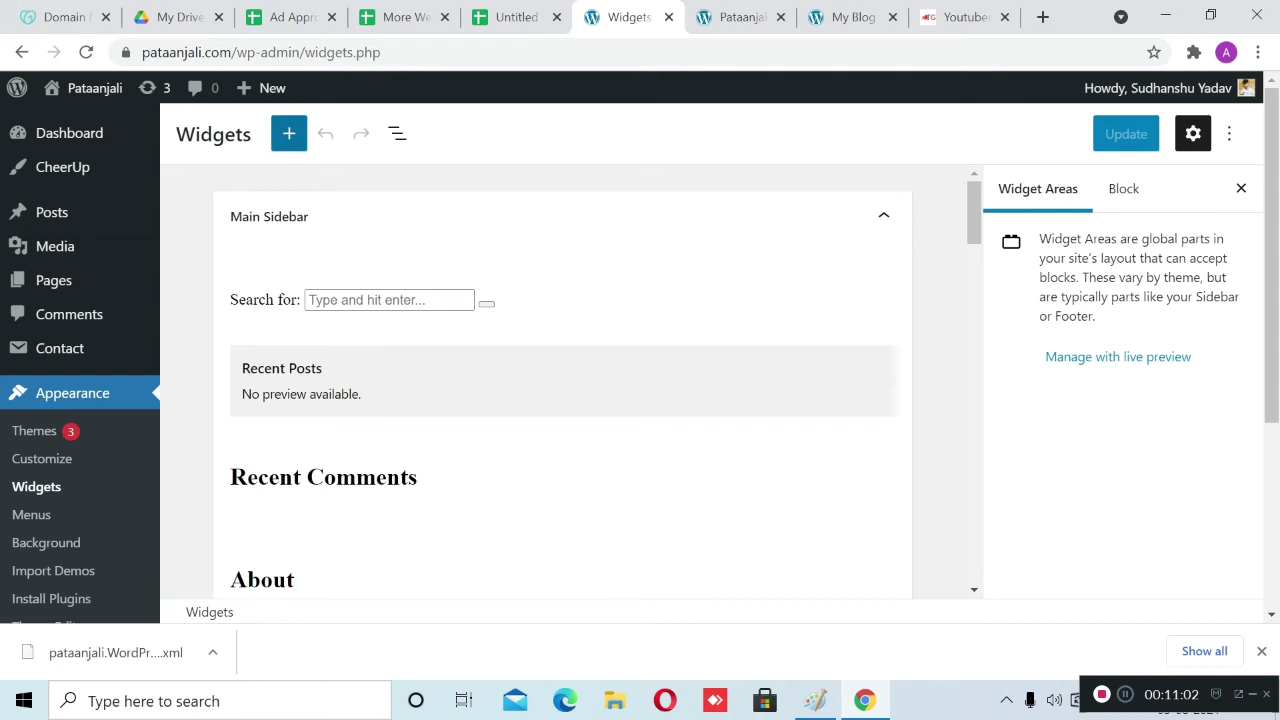 My Drive
Ad Appro
More We
Untitled
Widgets
Pataanjal
My Blog
Youtube
pataanjali.com/wp-admin/widgets.php
A
Pataanjali
3
0
New
Howdy, Sudhanshu Yadav
Dashboard
CheerUp
Posts
Media
Pages
Comments
Contact
Appearance
Themes 3
Customize
Widgets
Menus
Background
Import Demos
Install Plugins
Widgets
Update
Main Sidebar
Search for: Type and hit enter...
Recent Posts
No preview available.
Recent Comments
About
Widgets
Widget Areas
Block
Widget Areas are global parts in
your site's layout that can accept
blocks. These vary by theme, but
are typically parts like your Sidebar
or Footer.
Manage with live preview
pataanjali.WordPr....xml
Show all
Type here to search
00:11:02